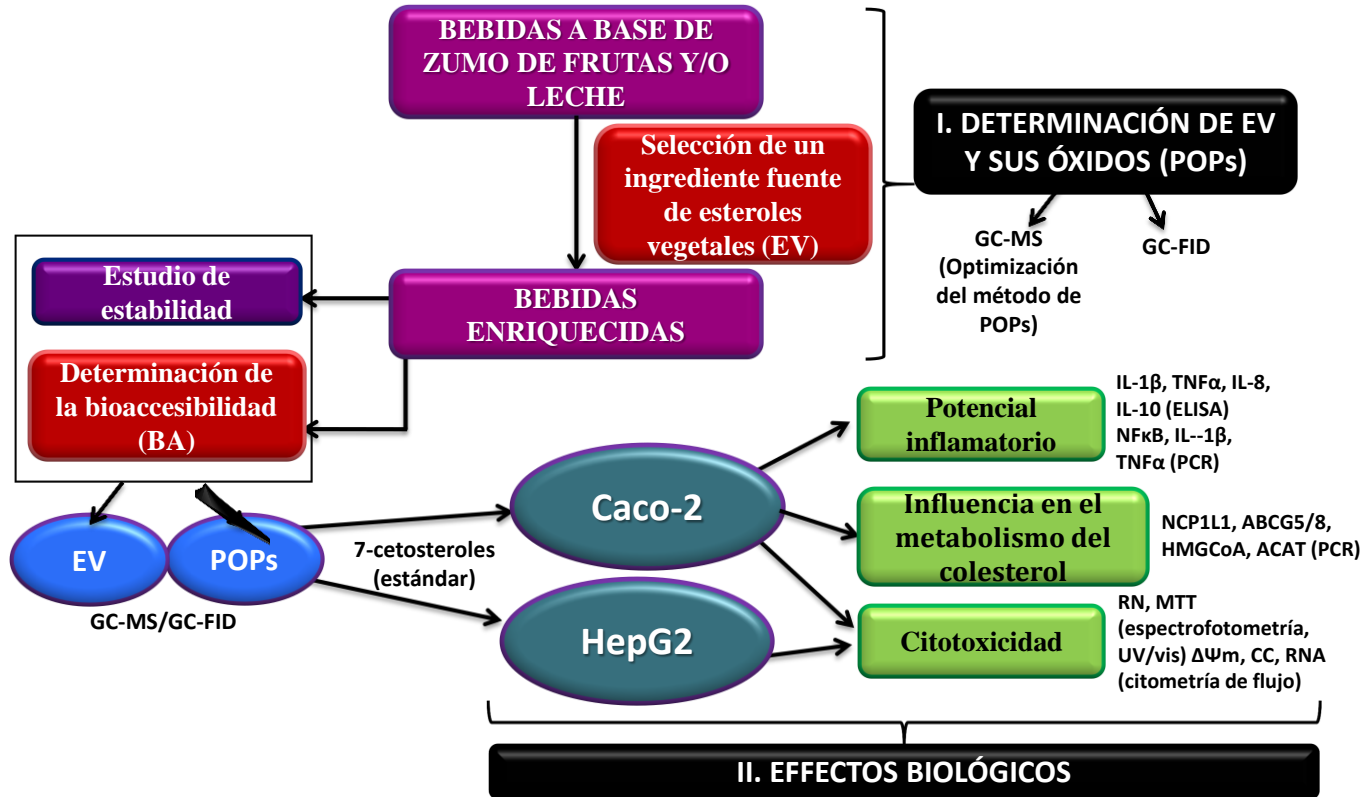 BEBIDAS A BASE DE
ZUMO DE FRUTAS Y/O
LECHE
Selección de un
ingrediente fuente
de esteroles
vegetales (EV)
I. DETERMINACIÓN DE EV
Y SUS ÓXIDOS (POPs)
GC-MS
(Optimización
del método de
POPs)
GC-FID
Estudio de
estabilidad
BEBIDAS
ENRIQUECIDAS
Determinación de
la bioaccesibilidad
(BA)
EV
POPs
GC-MS/GC-FID
7-cetosteroles
(estándar)
Caco-2
HepG2
Potencial
inflamatorio
IL-1β, TNFα, IL-8,
IL-10 (ELISA)
NFκB, IL--1β,
TNFα (PCR)
Influencia en el
metabolismo del
colesterol
NCP1L1, ABCG5/8,
HMGCoA, ACAT (PCR)
Citotoxicidad
RN, MTT
(espectrofotometría,
UV/vis) ΔΨm, CC, RNA
(citometría de flujo)
II. EFFECTOS BIOLÓGICOS